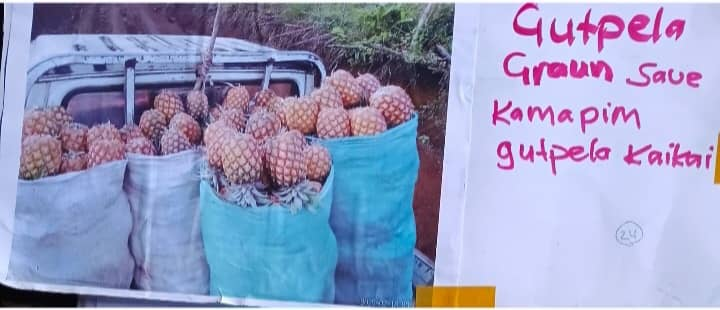 Gutpela
Graun save
Kamapim
gutpela kaikai
24